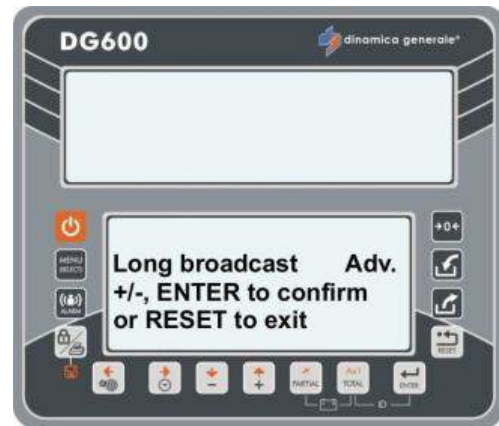 DG600
dinamica generale®
→0←
MENU
(SELECT)
ALARM
RESET
Long broadcast Adv.
+/-, ENTER to confirm
or RESET to exit
PARTIAL
TOTAL
ENTER